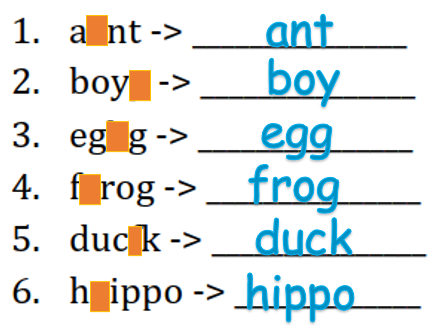 1. a nt -> ant
2. boy -> boy
3. eg g -> egg
4. f rog -> frog
5. duc k -> duck
6. h ippo -> hippo